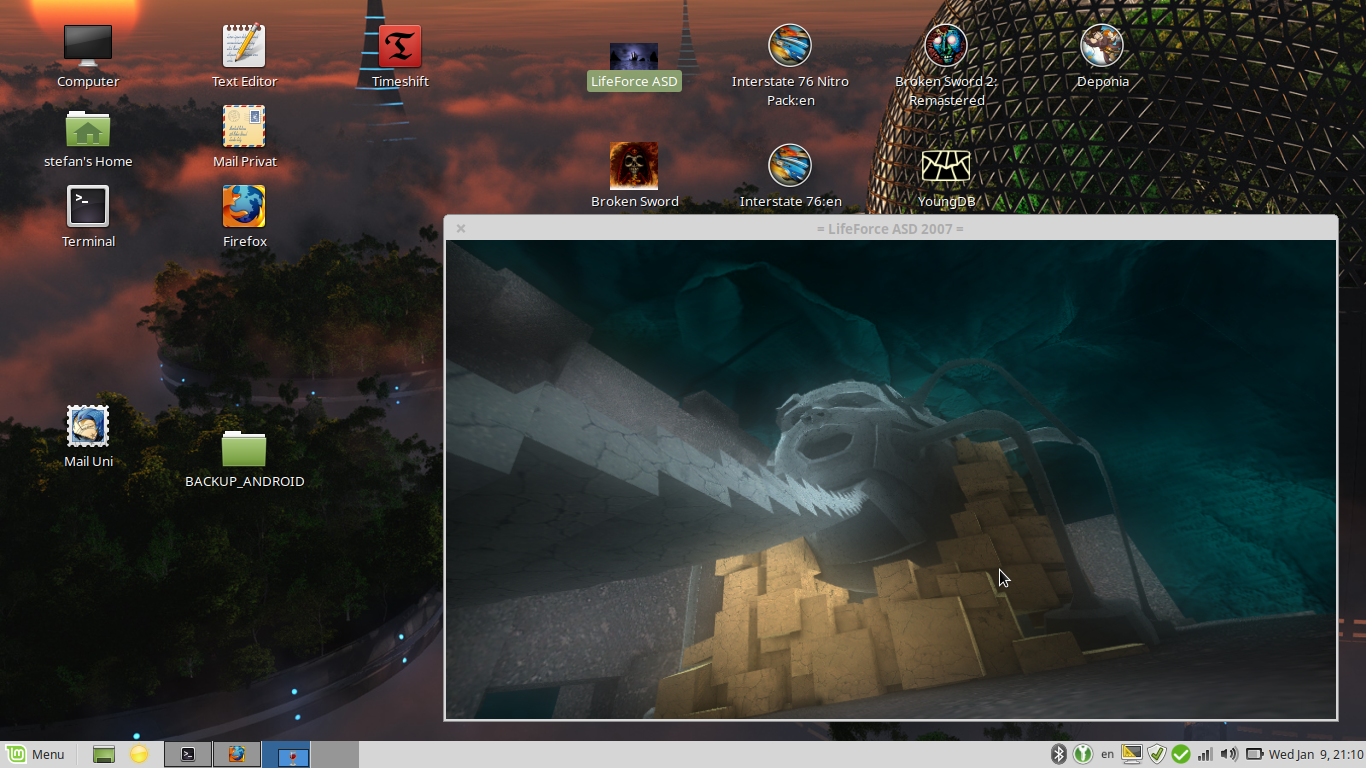 Computer
Text Editor
Timeshift
LifeForce ASD
Interstate 76 Nitro
Pack:en
Broken Sword 2:
Remastered
Deponia
stefan's Home
Mail Privat
Broken Sword
Interstate 76:en
YoungDB
Terminal
Firefox
= LifeForce ASD 2007 =
Mail Uni
BACKUP_ANDROID
Menu
en
Wed Jan 9, 21:10